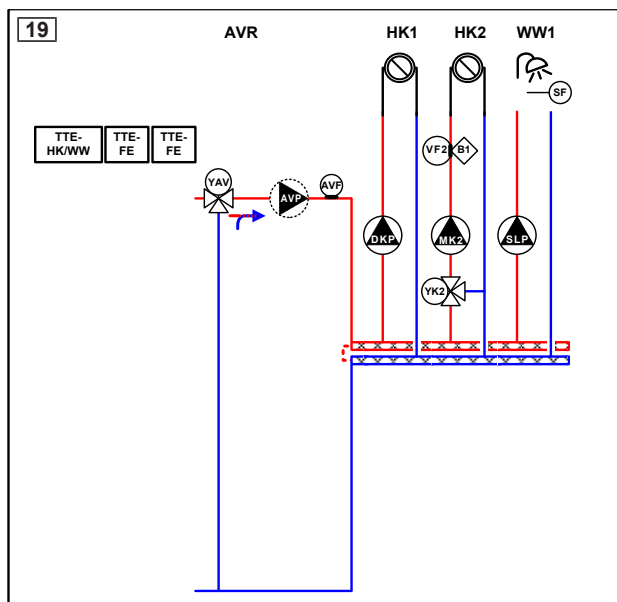 19 AVR HK1 HK2 WW1
SF
TTE-
HK/WW
TTE-
FE
TTE-
FE
VF2 B1
YAV AVP AVF
DKP MK2 SLP
YK2